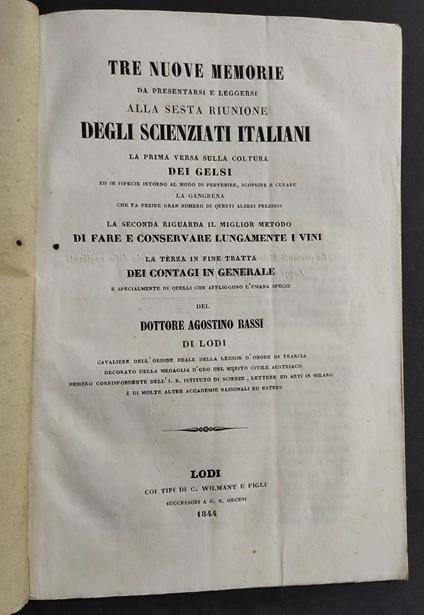 TRE NUOVE MEMORIE
DA PRESENTARSI E LEGGERSI
ALLA SESTA RIUNIONE
DEGLI SCIENZIATI ITALIANI
LA PRIMA VERSA SULLA COLTURA
DEI GELSI
ED IN ISPECIE INTORNO AL MODO DI PREVENIRE, SCOPRIRE E CURARE
LA GANGRENA
CHE FA PERIRE GRAN NUMERO DI QUESTI ALBERI PREZIOSI
LA SECONDA RIGUARDA IL MIGLIOR METODO
DI FARE E CONSERVARE LUNGAMENTE I VINI
LA TERZA IN FINE TRATTA
DEI CONTAGI IN GENERALE
E SPECIALMENTE DI QUELLI CHE AFFLIGGONO L'UMANA SPECIE
DEL
DOTTORE AGOSTINO BASSI
DI LODI
CAVALIERE DELL'ORDINE REALE DELLA LEGION D'ONORE DI FRANCIA
DECORATO DELLA MEDAGLIA D'ORO DEL MERITO CIVILE AUSTRIACO
MEMBRO CORRISPONDENTE DELL'I. R. ISTITUTO DI SCIENZE, LETTERE ED ARTI IN MILANO
E DI MOLTE ALTRE ACCADEMIE NAZIONALI ED ESTERE
LODI
COI TIPI DI C. WILMANT E FIGLI
SUCCESSORI A G. B. ORCESI
1844